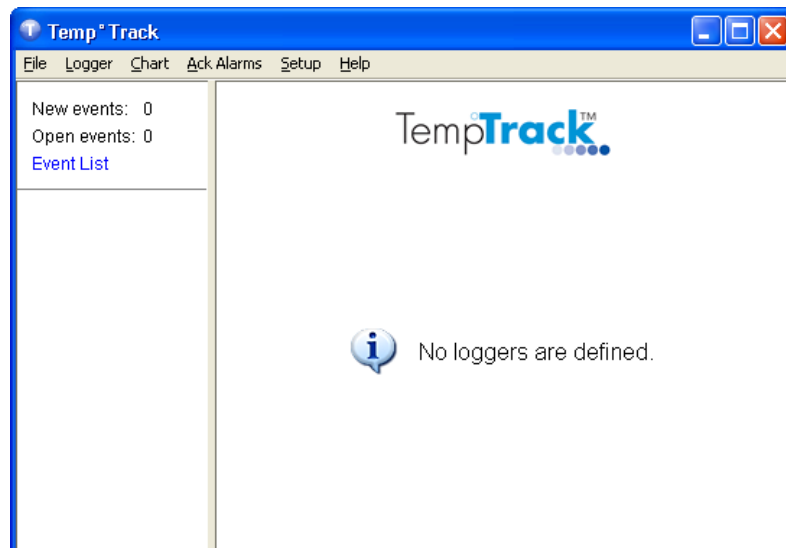 Temp°Track
File Logger Chart Ack Alarms Setup Help
New events: 0
Open events: 0
Event List
TempTrack™
No loggers are defined.